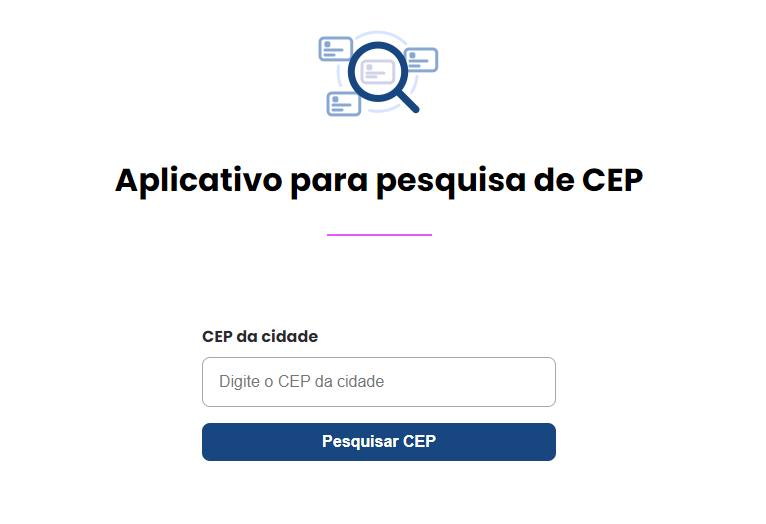 Aplicativo para pesquisa de CEP
CEP da cidade
Digite o CEP da cidade
Pesquisar CEP